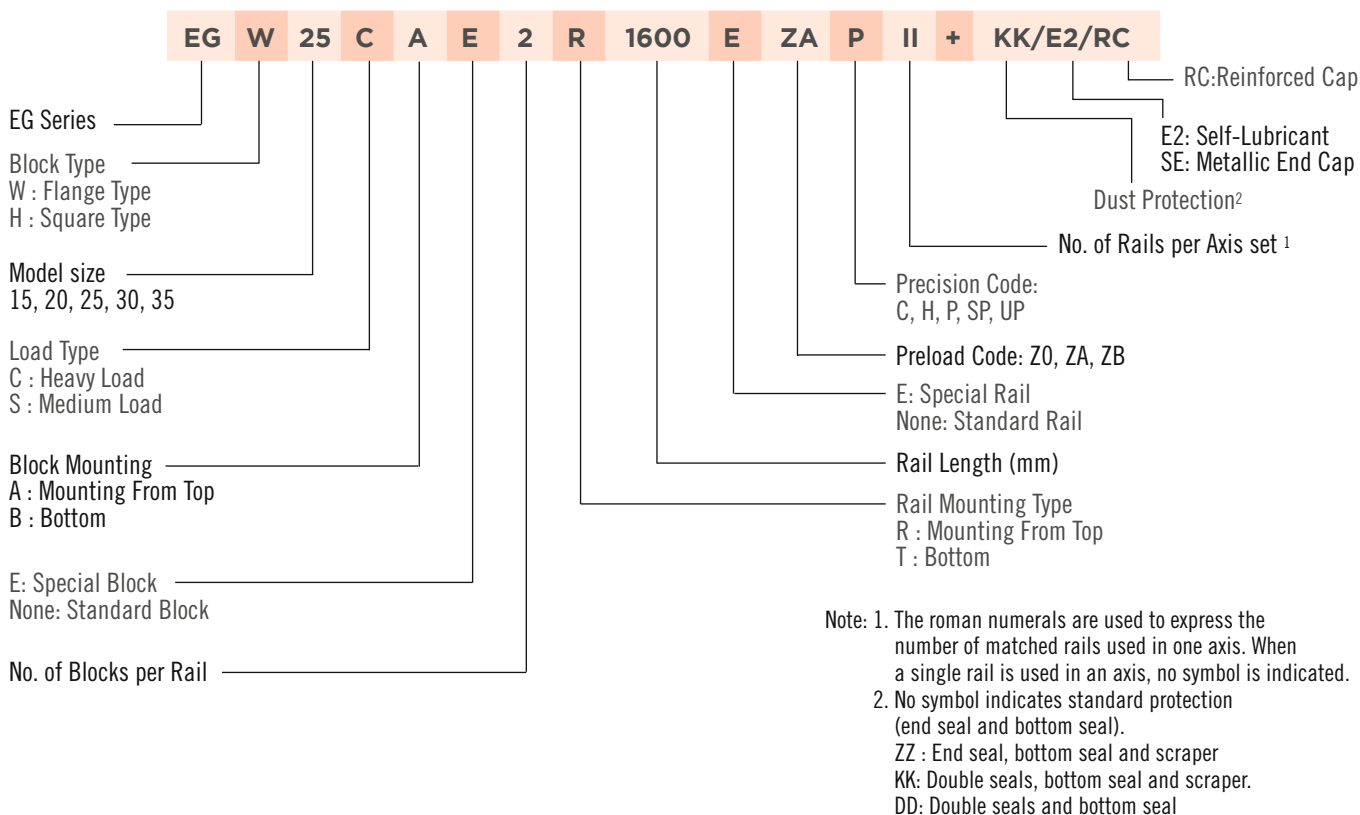 EG W 25 C A E 2 R 1600 E ZA P II + KK/E2/RC
EG Series
Block Type
W : Flange Type
H : Square Type
Model size
15, 20, 25, 30, 35
Load Type
C : Heavy Load
S : Medium Load
Block Mounting
A : Mounting From Top
B : Bottom
E: Special Block
None: Standard Block
No. of Blocks per Rail
RC:Reinforced Cap
E2: Self-Lubricant
SE: Metallic End Cap
Dust Protection2
No. of Rails per Axis set 1
Precision Code:
C, H, P, SP, UP
Preload Code: Z0, ZA, ZB
E: Special Rail
None: Standard Rail
Rail Length (mm)
Rail Mounting Type
R : Mounting From Top
T : Bottom
Note: 1. The roman numerals are used to express the
number of matched rails used in one axis. When
a single rail is used in an axis, no symbol is indicated.
2. No symbol indicates standard protection
(end seal and bottom seal).
ZZ : End seal, bottom seal and scraper
KK: Double seals, bottom seal and scraper.
DD: Double seals and bottom seal